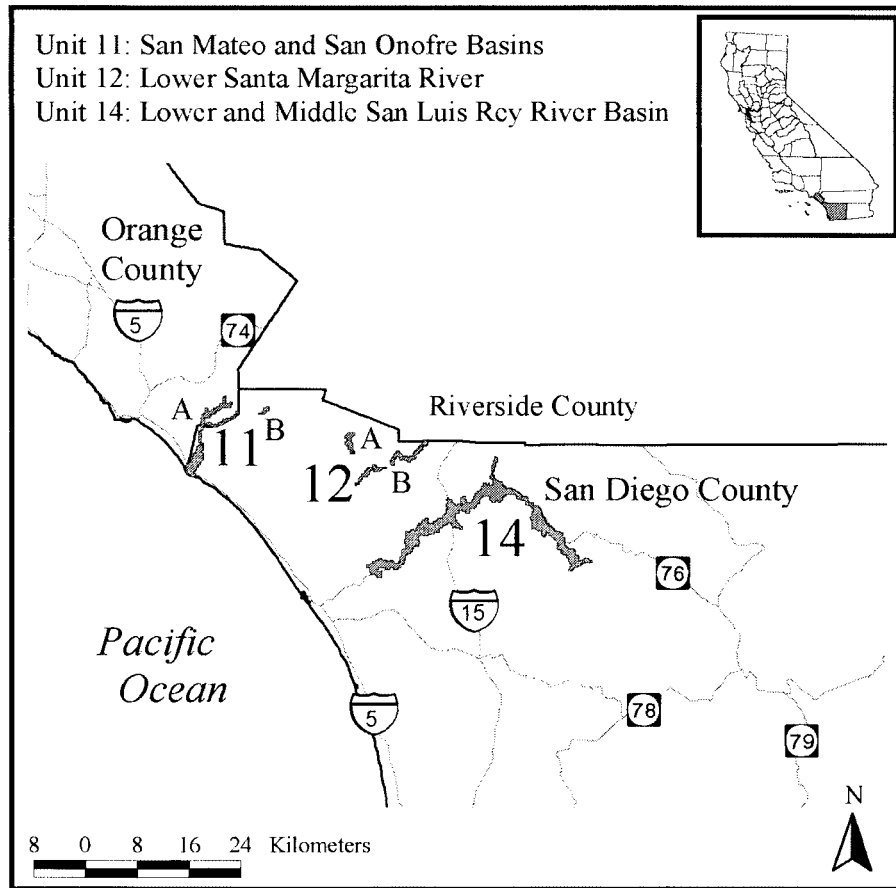 Unit 11: San Mateo and San Onofre Basins
Unit 12: Lower Santa Margarita River
Unit 14: Lower and Middle San Luis Rey River Basin
Orange
County
5
74
A
11
B
Riverside County
A
12
B
San Diego County
14
76
15
Pacific
Ocean
5
78
79
N
8 0 8 16 24 Kilometers